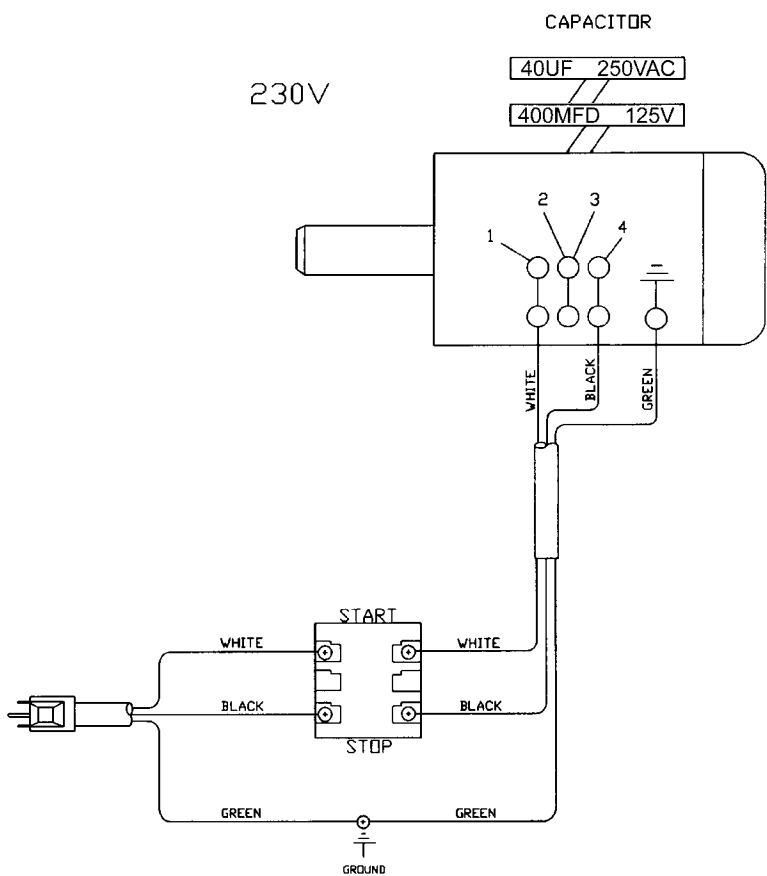 CAPACITOR
40UF 250VAC
230V
400MFD 125V
2 3
1 4
WHITE
BLACK
GREEN
START
WHITE WHITE
BLACK BLACK
STOP
GREEN GREEN
GROUND